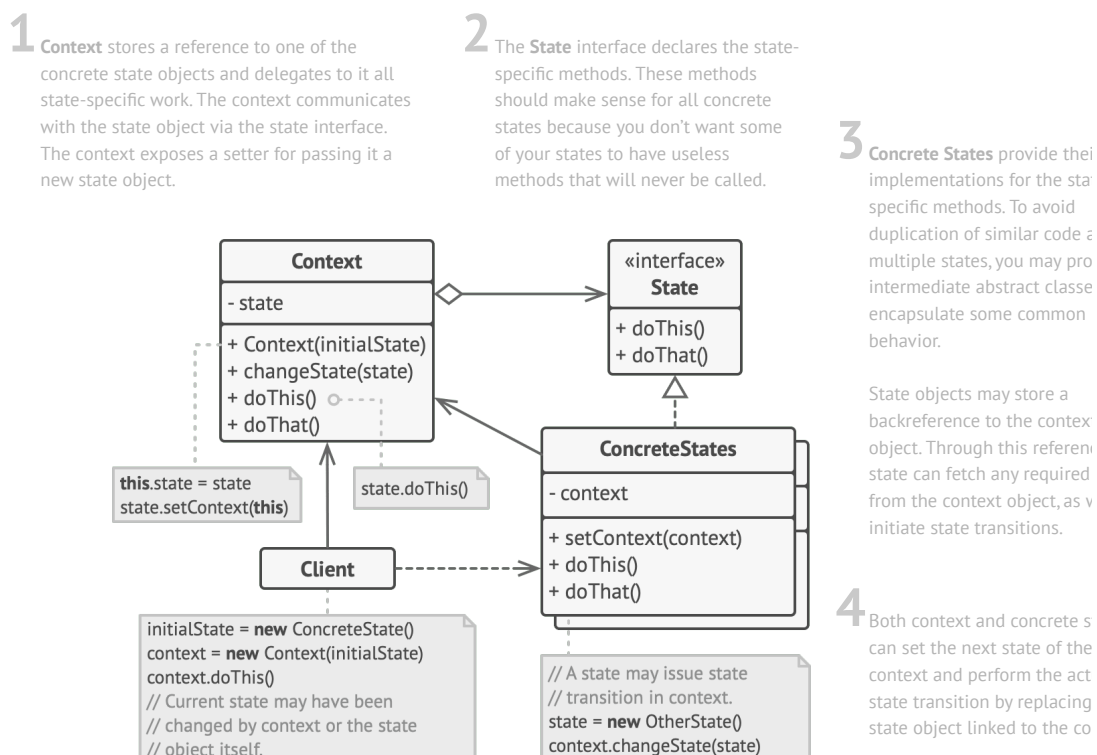 1
Context stores a reference to one of the
concrete state objects and delegates to it all
state-specific work. The context communicates
with the state object via the state interface.
The context exposes a setter for passing it a
new state object.
2
The State interface declares the state-
specific methods. These methods
should make sense for all concrete
states because you don't want some
of your states to have useless
methods that will never be called.
3
Concrete States provide
implementations for the
specific methods. To avoid
duplication of similar code
multiple states, you may
intermediate abstract
encapsulate some common
behavior.
State objects may store a
backreference to the
object. Through this
state can fetch any required
from the context object, as
initiate state transitions.
4
Both context and concrete
can set the next state of the
context and perform the
state transition by replacing
state object linked to the
Context
- state
+ Context(initialState)
+ changeState(state)
+ doThis()
+ doThat()
«interface»
State
+ doThis()
+ doThat()
ConcreteStates
- context
+ setContext(context)
+ doThis()
+ doThat()
this.state = state
state.setContext(this)
state.doThis()
Client
initialState = new ConcreteState()
context = new Context(initialState)
context.doThis()
// Current state may have been
// changed by context or the state
// object itself.
// A state may issue state
// transition in context.
state = new OtherState()
context.changeState(state)